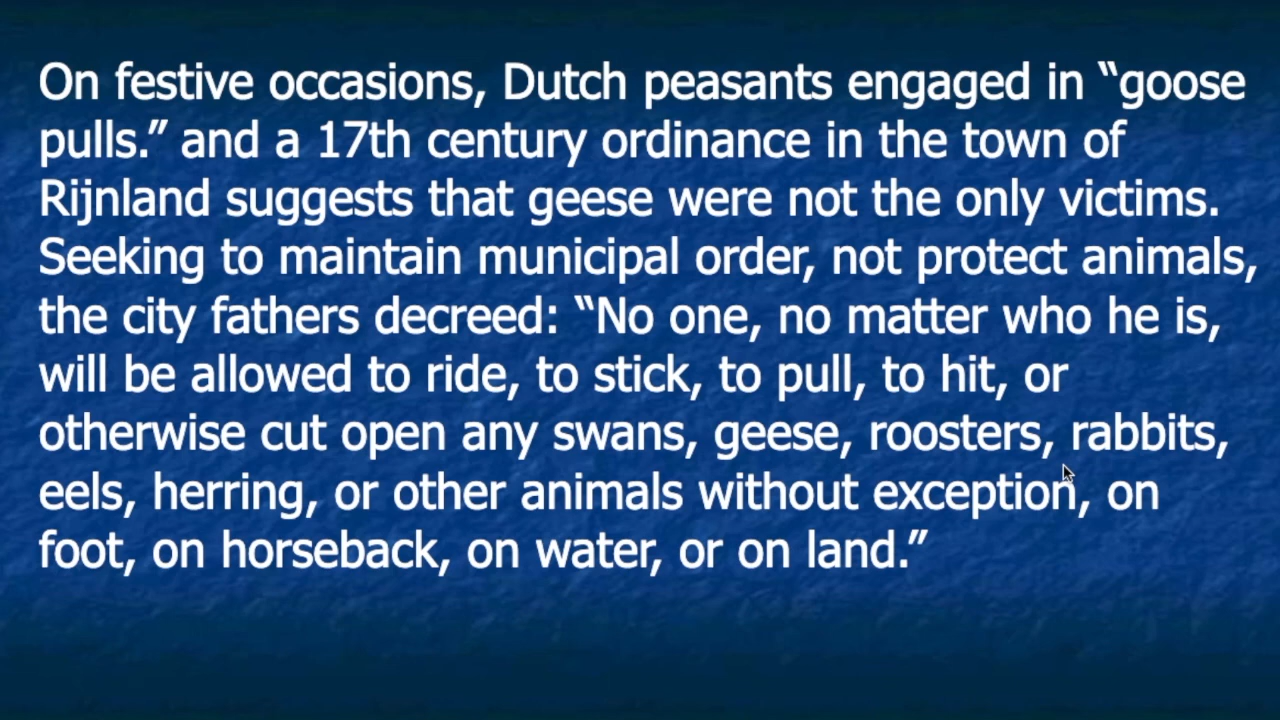 On festive occasions, Dutch peasants engaged in “goose
pulls.” and a 17th century ordinance in the town of
Rijnland suggests that geese were not the only victims.
Seeking to maintain municipal order, not protect animals,
the city fathers decreed: “No one, no matter who he is,
will be allowed to ride, to stick, to pull, to hit, or
otherwise cut open any swans, geese, roosters, rabbits,
eels, herring, or other animals without exception, on
foot, on horseback, on water, or on land.”